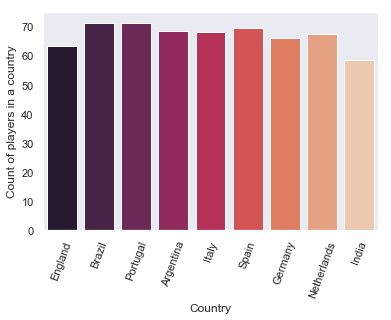 Count of players in a country
70
60
50
40
30
20
10
0
England
Brazil
Portugal
Argentina
Italy
Spain
Germany
Netherlands
India
Country